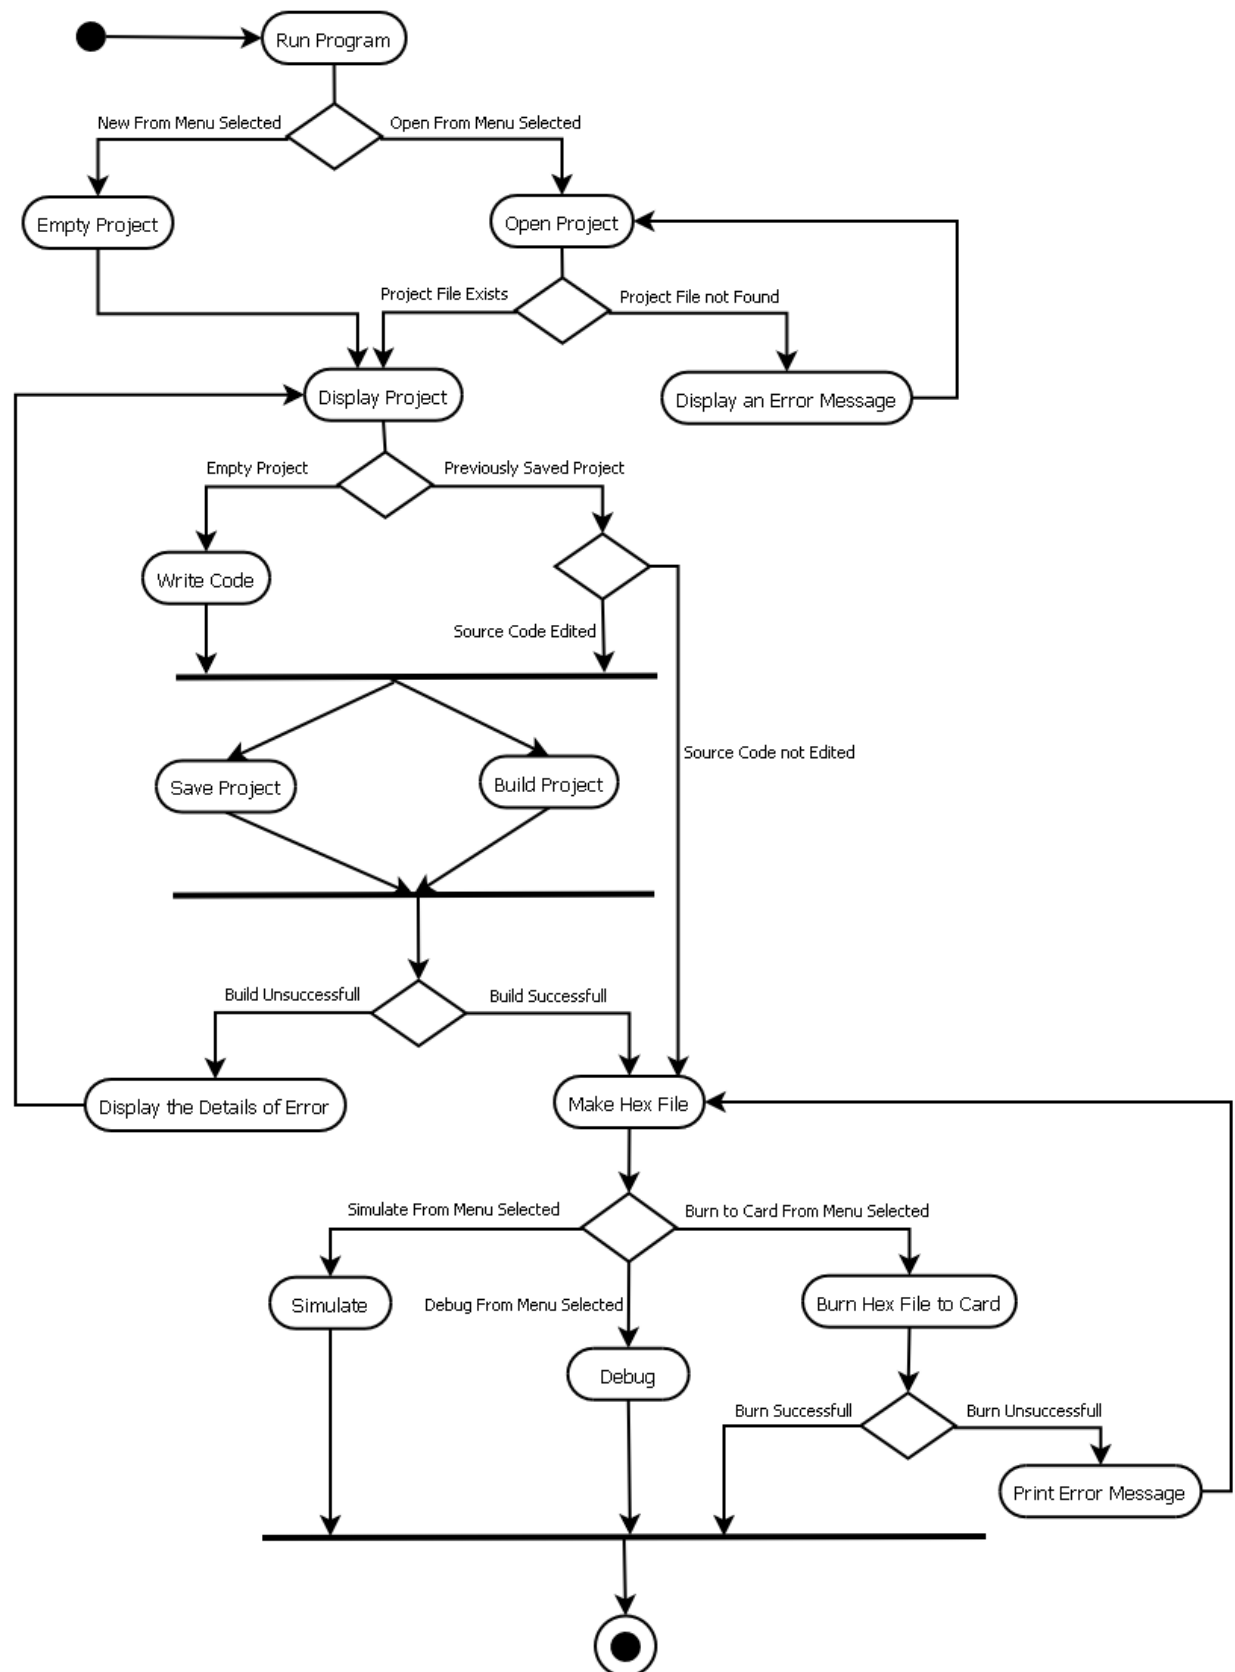 Run Program
New From Menu Selected
Open From Menu Selected
Empty Project
Open Project
Project File Exists
Project File not Found
Display Project
Display an Error Message
Empty Project
Previously Saved Project
Write Code
Source Code Edited
Source Code not Edited
Save Project
Build Project
Build Unsuccessfull
Build Successfull
Display the Details of Error
Make Hex File
Simulate From Menu Selected
Burn to Card From Menu Selected
Simulate
Debug From Menu Selected
Burn Hex File to Card
Debug
Burn Successfull
Burn Unsuccessfull
Print Error Message